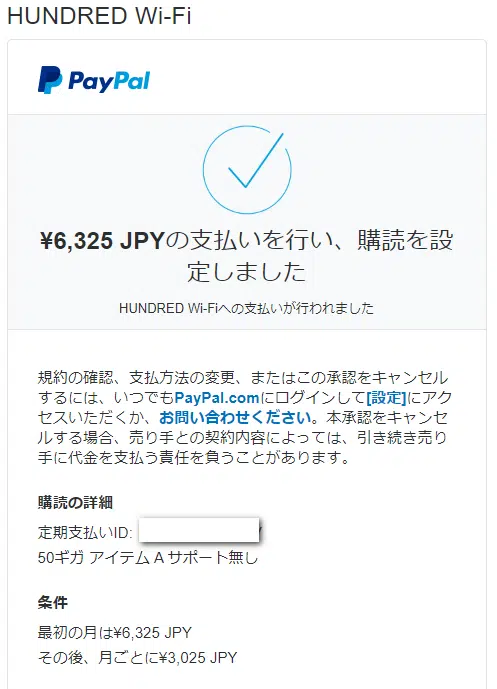 HUNDRED Wi-Fi
PayPal
¥6,325 JPYの支払いを行い、購読を設
定しました
HUNDRED Wi-Fiへの支払いが行われました
規約の確認、支払方法の変更、またはこの承認をキャンセル
するには、いつでもPayPal.comにログインして[設定]にアク
セスいただくか、お問い合わせください。本承認をキャンセ
ルする場合、売り手との契約内容によっては、引き続き売り
手に代金を支払う責任を負うことがあります。
購読の詳細
定期支払いID:
50ギガ アイテム A サポート無し
条件
最初の月は¥6,325 JPY
その後、月ごとに¥3,025 JPY